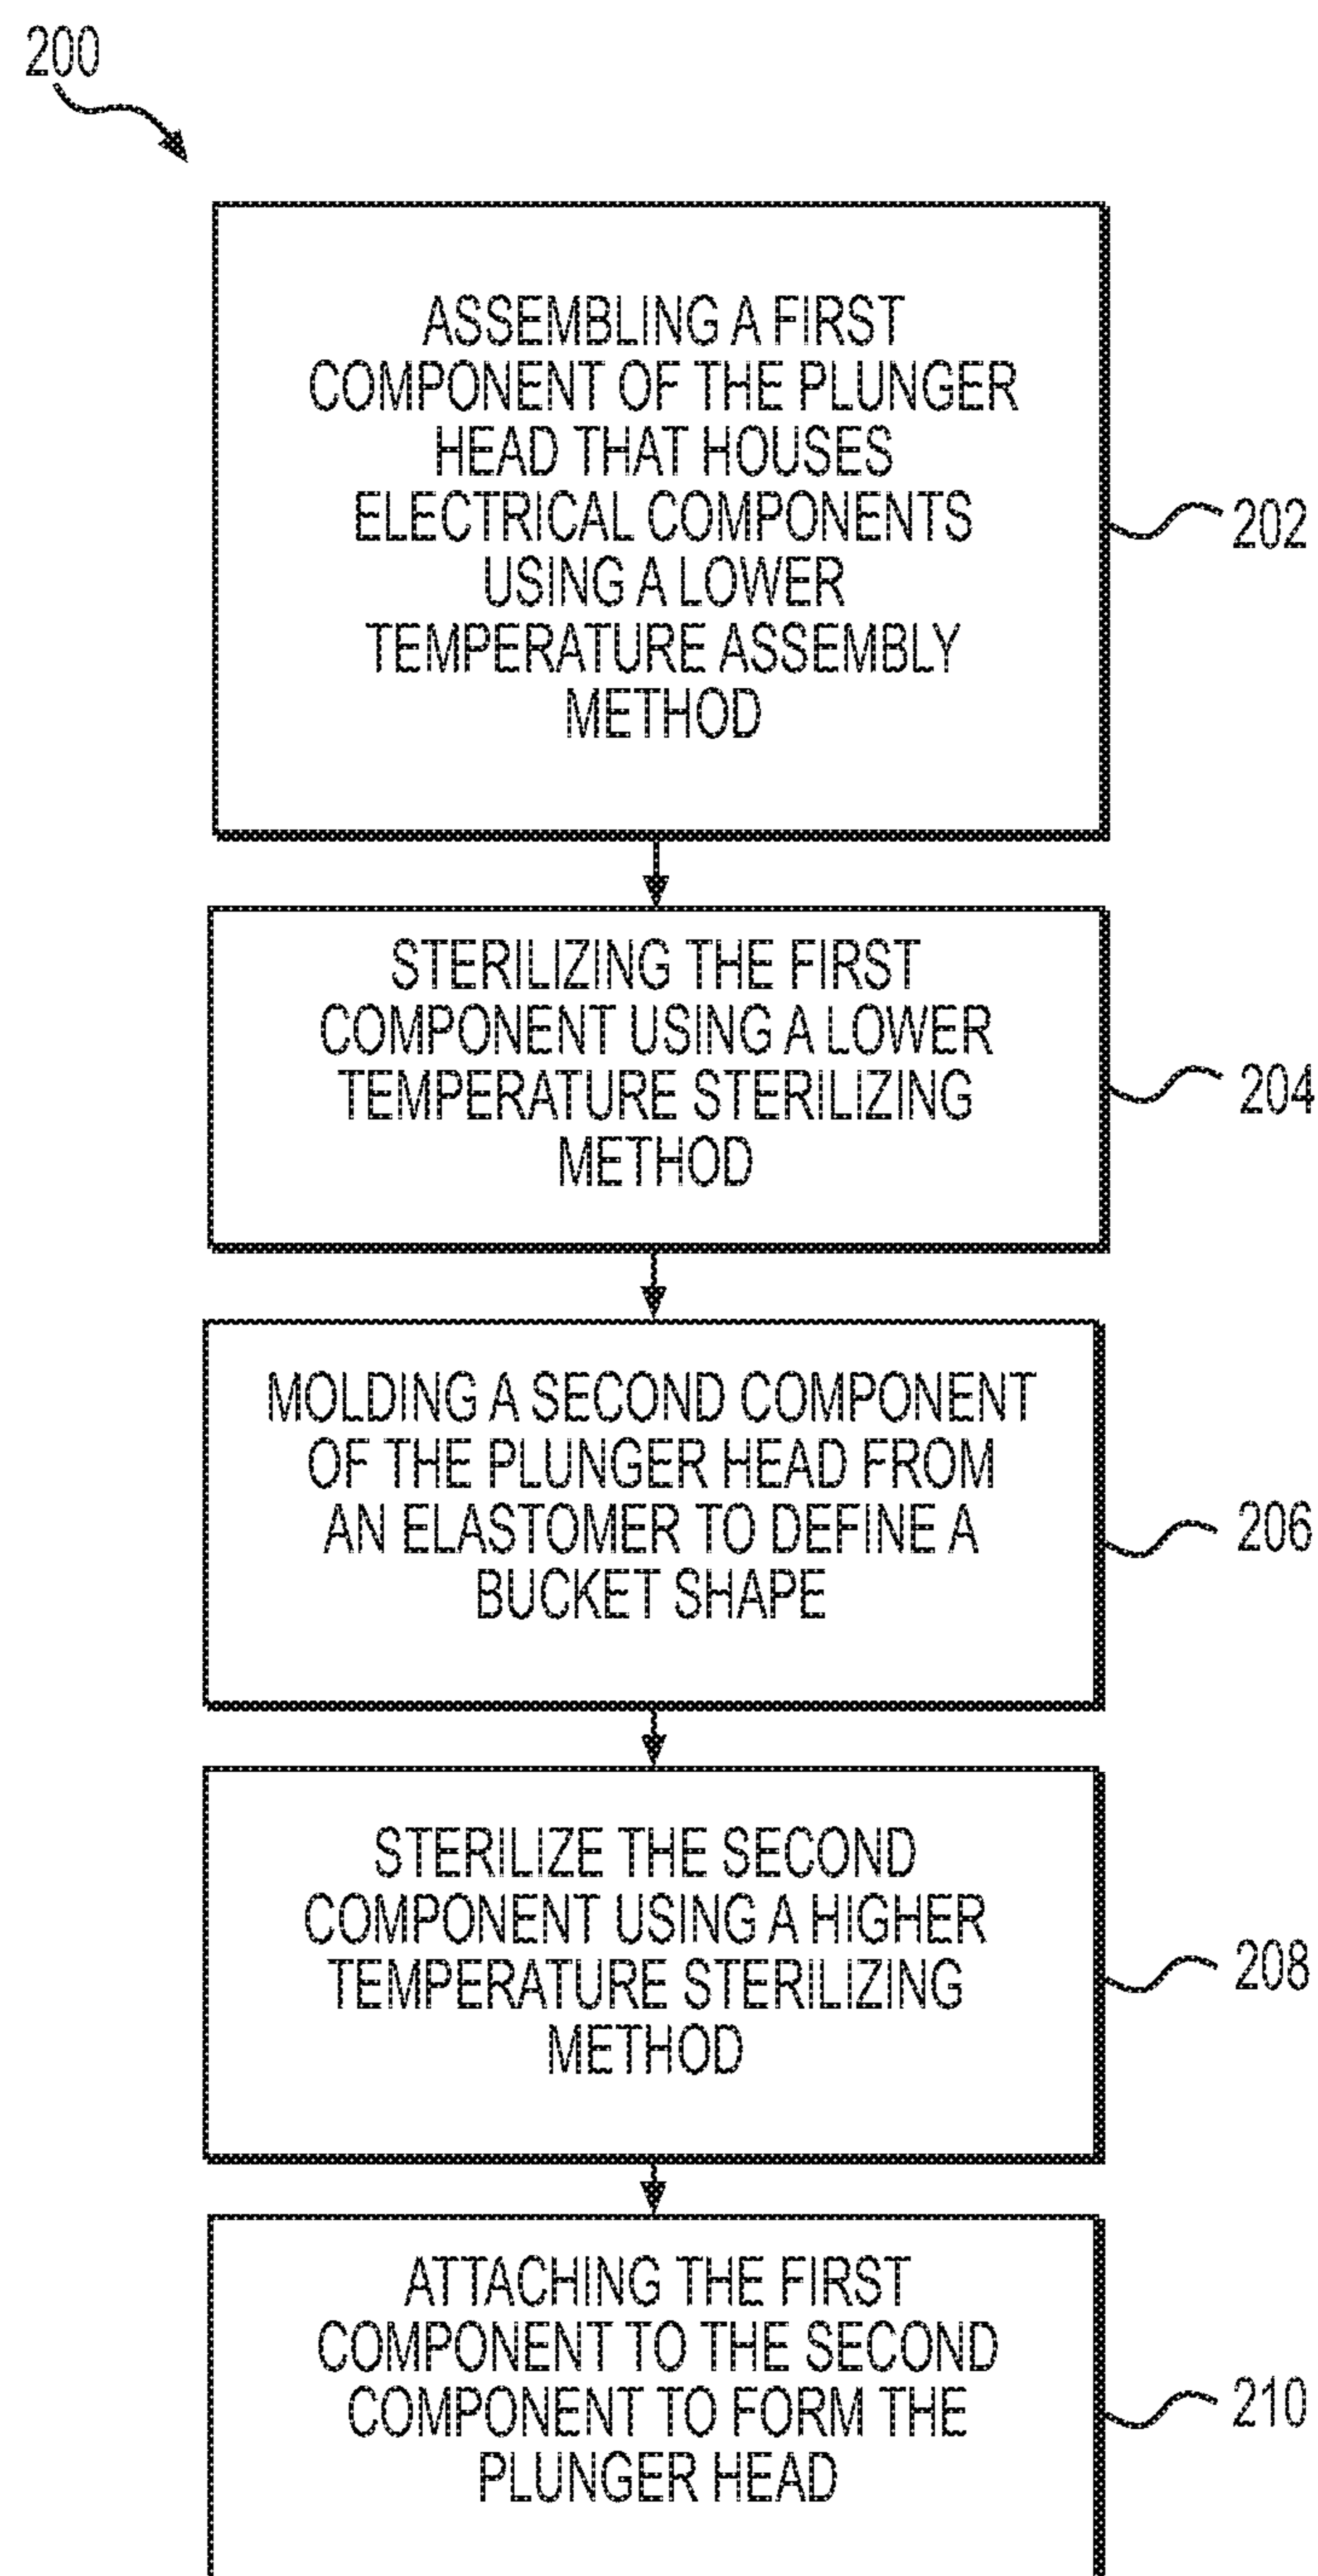 200
ASSEMBLING A FIRST
COMPONENT OF THE PLUNGER
HEAD THAT HOUSES
ELECTRICAL COMPONENTS
USING A LOWER
TEMPERATURE ASSEMBLY
METHOD
202
STERILIZING THE FIRST
COMPONENT USING A LOWER
TEMPERATURE STERILIZING
METHOD
204
MOLDING A SECOND COMPONENT
OF THE PLUNGER HEAD FROM
AN ELASTOMER TO DEFINE A
BUCKET SHAPE
206
STERILIZE THE SECOND
COMPONENT USING A HIGHER
TEMPERATURE STERILIZING
METHOD
208
ATTACHING THE FIRST
COMPONENT TO THE SECOND
COMPONENT TO FORM THE
PLUNGER HEAD
210